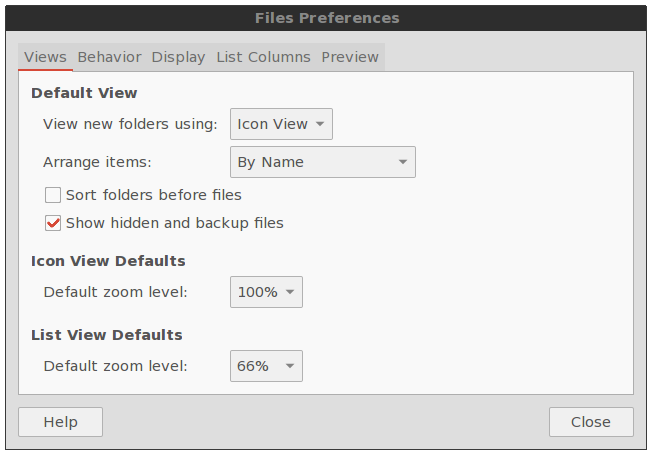 Files Preferences
Views Behavior Display List Columns Preview
Default View
View new folders using: Icon View
Arrange items: By Name
Sort folders before files
Show hidden and backup files
Icon View Defaults
Default zoom level: 100%
List View Defaults
Default zoom level: 66%
Help Close